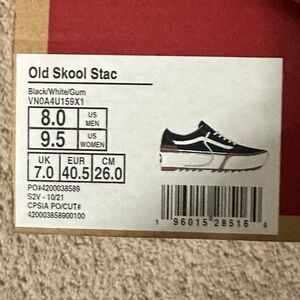 Old Skool Stac
Black/White/Gum
VN0A4U159X1
8.0 US MEN
9.5 US WOMEN
UK EUR CM
7.0 40.5 26.0
PO#4200038589
S2V - 10/21
CPSIA PO/CUT#
420003858900100
1 96015 28516 4